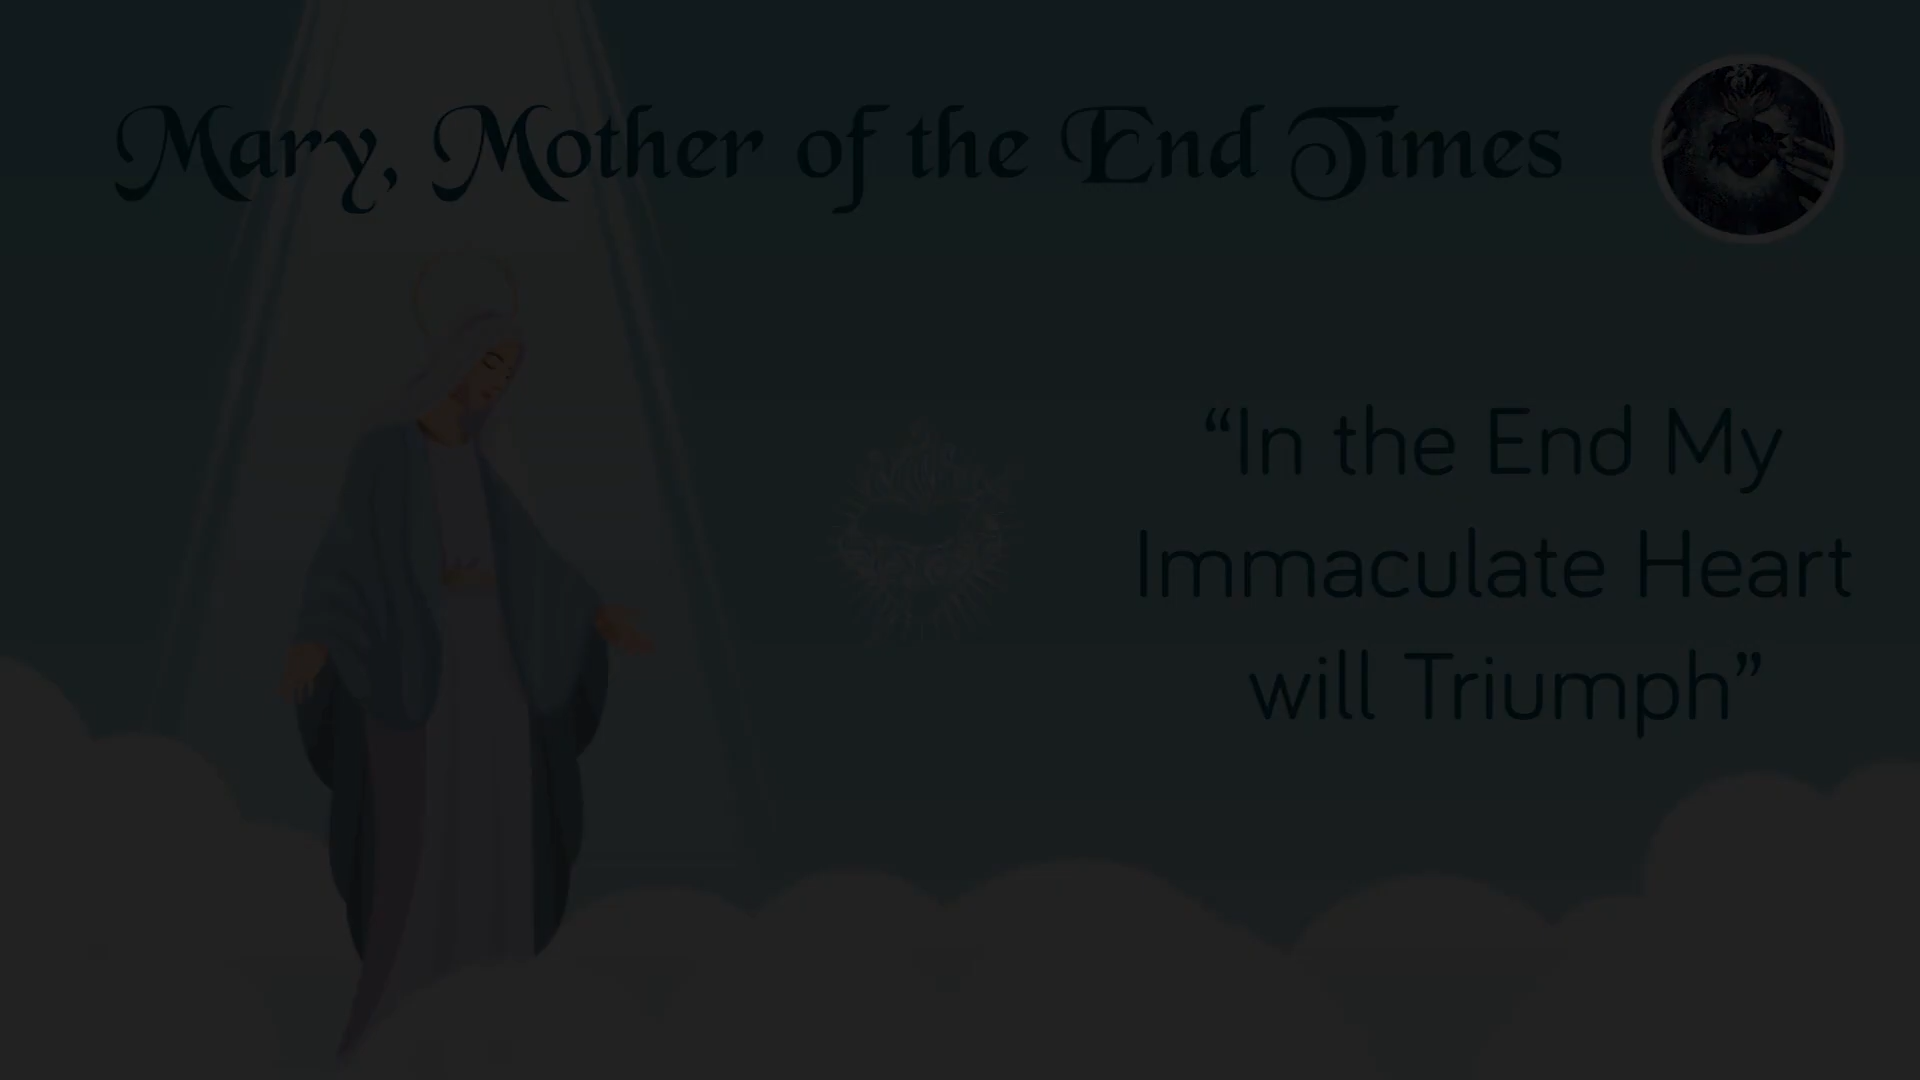 Mary, Mother of the End Times
“In the End My
Immaculate Heart
will Triumph”